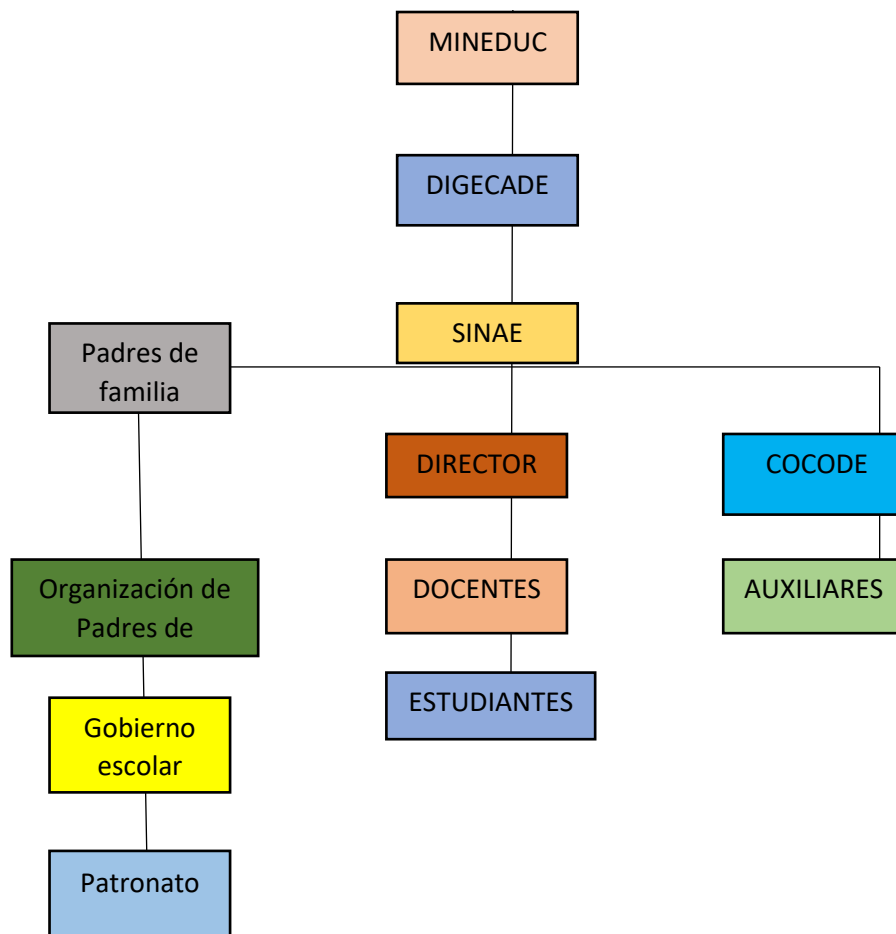 MINEDUC
DIGECADE
SINAE
Padres de
familia
DIRECTOR
COCODE
Organización de
Padres de
DOCENTES
AUXILIARES
ESTUDIANTES
Gobierno
escolar
Patronato